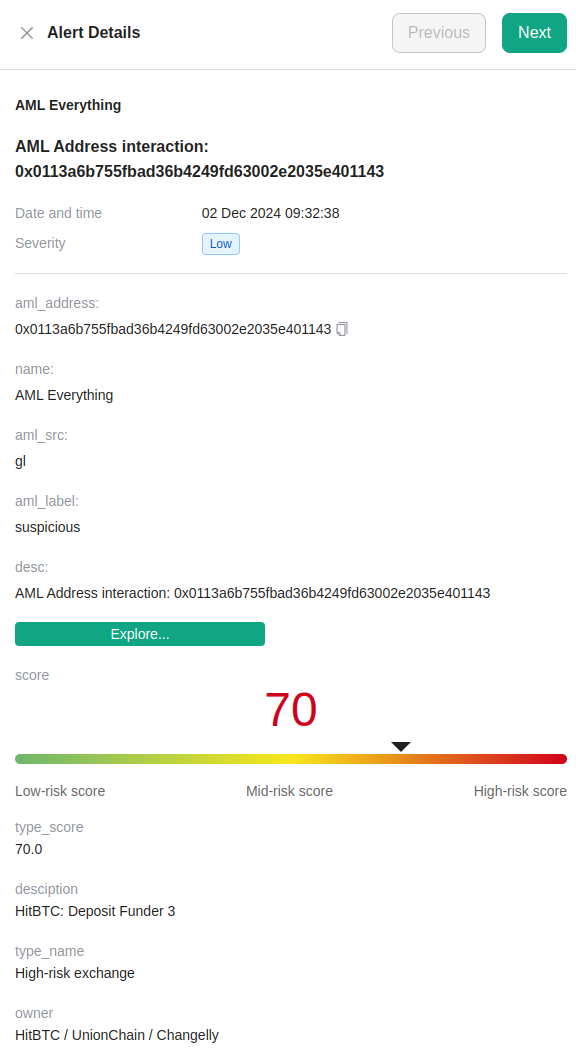 Alert Details
Previous
Next
AML Everything
AML Address interaction:
0x0113a6b755fbad36b4249fd63002e2035e401143
Date and time 02 Dec 2024 09:32:38
Severity Low
aml_address:
0x0113a6b755fbad36b4249fd63002e2035e401143
name:
AML Everything
aml_src:
gl
aml_label:
suspicious
desc:
AML Address interaction: 0x0113a6b755fbad36b4249fd63002e2035e401143
Explore...
score
70
Low-risk score Mid-risk score High-risk score
type_score
70.0
desciption
HitBTC: Deposit Funder 3
type_name
High-risk exchange
owner
HitBTC / UnionChain / Changelly